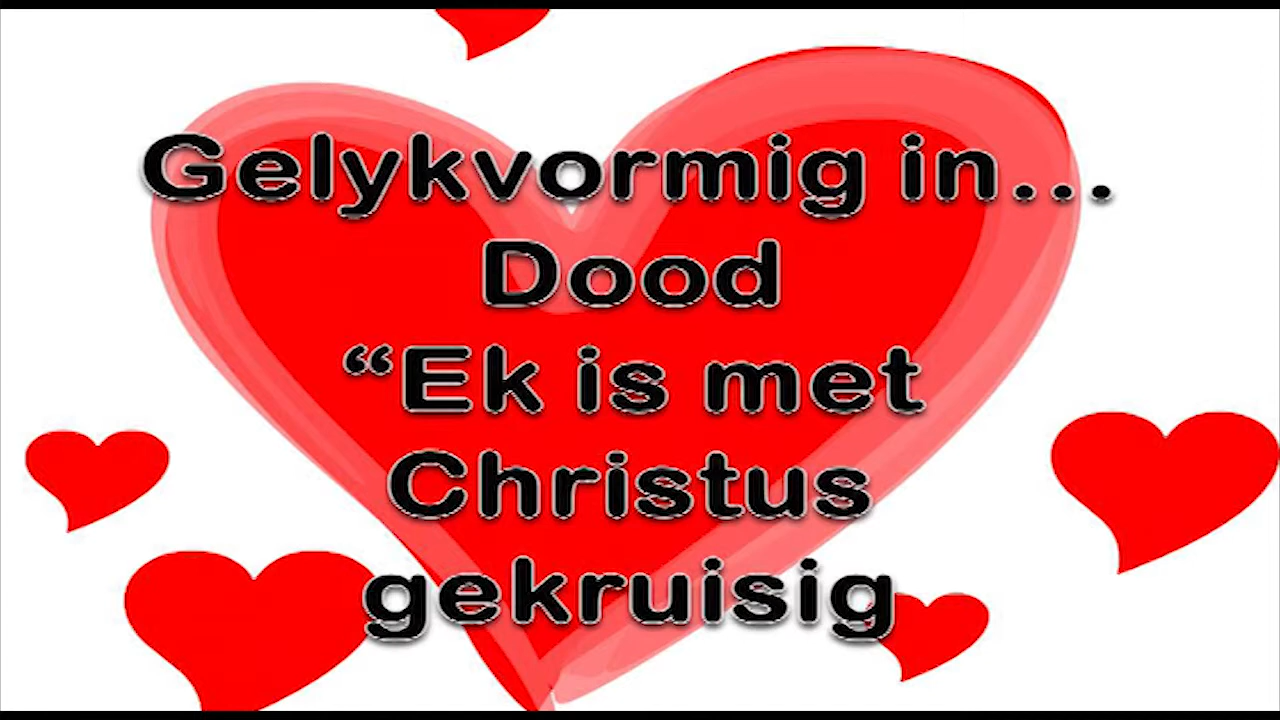 Gelykvormig in...
Dood
“Ek is met
Christus
gekruisig